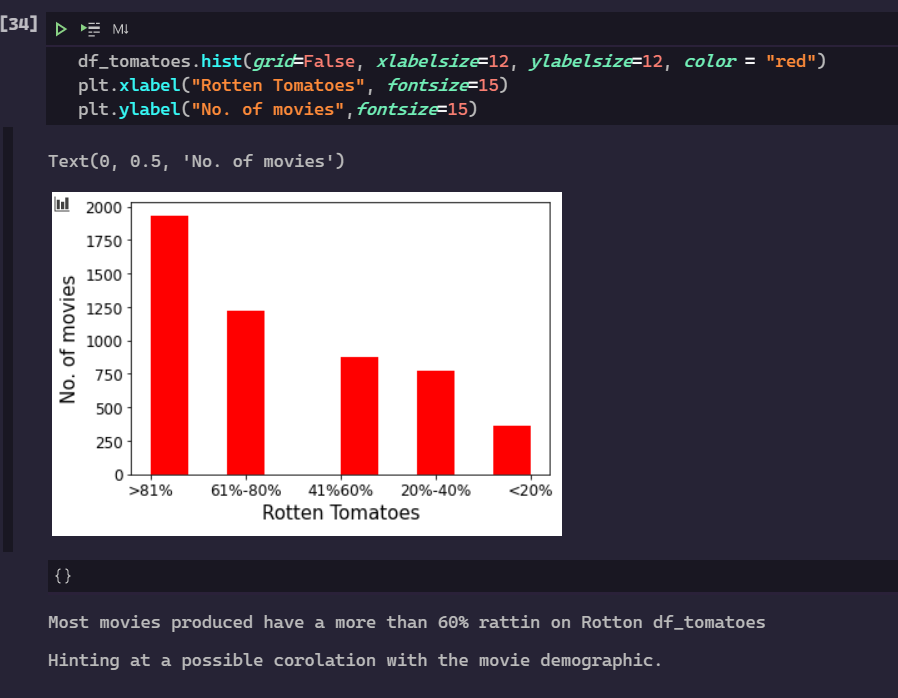 [34]
M↓
df_tomatoes.hist(grid=False, xlabelsize=12, ylabelsize=12, color = "red")
plt.xlabel("Rotten Tomatoes", fontsize=15)
plt.ylabel("No. of movies",fontsize=15)
Text(0, 0.5, 'No. of movies')
2000
1750
1500
1250
1000
750
500
250
0
No. of movies
>81% 61%-80% 41%60% 20%-40% <20%
Rotten Tomatoes
{}
Most movies produced have a more than 60% rattin on Rotton df_tomatoes
Hinting at a possible corolation with the movie demographic.